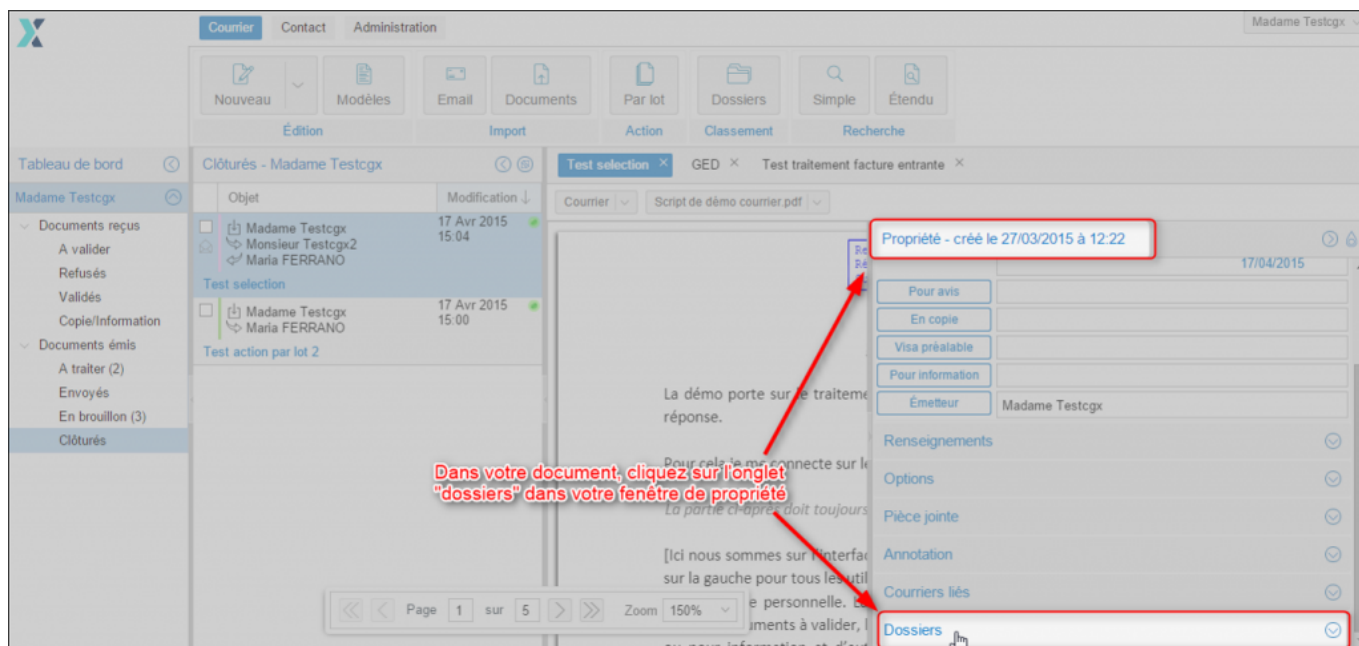 Courrier Contact Administration
Madame Testcgx
Nouveau Modèles Email Documents Par lot Dossiers Simple Étendu
Édition Import Action Classement Recherche
Tableau de bord
Madame Testcgx
Documents reçus
A valider
Refusés
Validés
Copie/Information
Documents émis
A traiter (2)
Envoyés
En brouillon (3)
Clôturés
Clôturés - Madame Testcgx
Objet Modification
Madame Testcgx 17 Avr 2015
Monsieur Testcgx2 15:04
Maria FERRANO
Test selection
Madame Testcgx 17 Avr 2015
Maria FERRANO 15:00
Test action par lot 2
Test selection GED Test traitement facture entrante
Courrier Script de démo courrier.pdf
La démo porte sur le traiteme
réponse.
Pour cela je me connecte sur le
La partie ci-après doit toujours
[Ici nous sommes sur l'interfac
sur la gauche pour tous les util
e personnelle.
uments à valider, l
Page 1 sur 5 Zoom 150%
Dans votre document, cliquez sur l'onglet
"dossiers" dans votre fenêtre de propriété
Propriété - créé le 27/03/2015 à 12:22
17/04/2015
Pour avis
En copie
Visa préalable
Pour information
Émetteur Madame Testcgx
Renseignements
Options
Pièce jointe
Annotation
Courriers liés
Dossiers